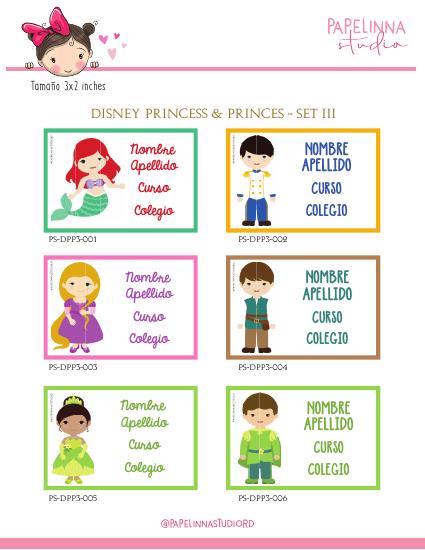 PAPELINNA
studio
Tamaño 3x2 inches
DISNEY PRINCESS & PRINCES - SET III
Nombre
Apellido
Curso
Colegio
PS-DPP3-001
NOMBRE
APELLIDO
CURSO
COLEGIO
PS-DPP3-002
Nombre
Apellido
Curso
Colegio
PS-DPP3-003
NOMBRE
APELLIDO
CURSO
COLEGIO
PS-DPP3-004
Nombre
Apellido
Curso
Colegio
PS-DPP3-005
NOMBRE
APELLIDO
CURSO
COLEGIO
PS-DPP3-006
@PAPELINNASTUDIORD